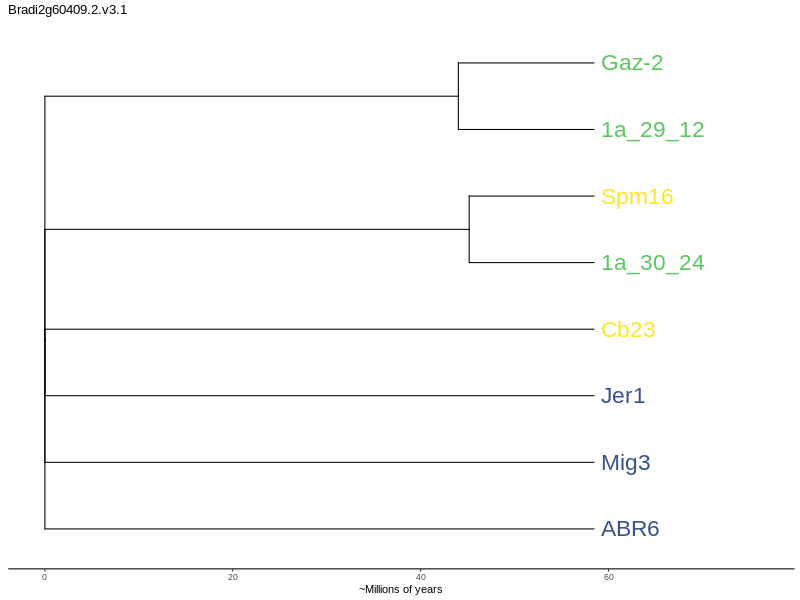 Bradi2g60409.2.v3.1
Gaz-2
1a_29_12
Spm16
1a_30_24
Cb23
Jer1
Mig3
ABR6
0 20 40 60
~Millions of years